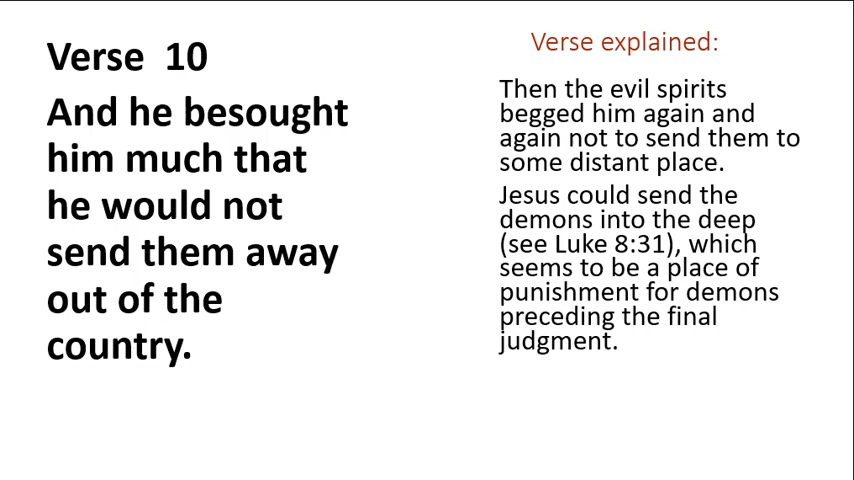 Verse 10
And he besought
him much that
he would not
send them away
out of the
country.
Verse explained:
Then the evil spirits
begged him again and
again not to send them to
some distant place.
Jesus could send the
demons into the deep
(see Luke 8:31), which
seems to be a place of
punishment for demons
preceding the final
judgment.